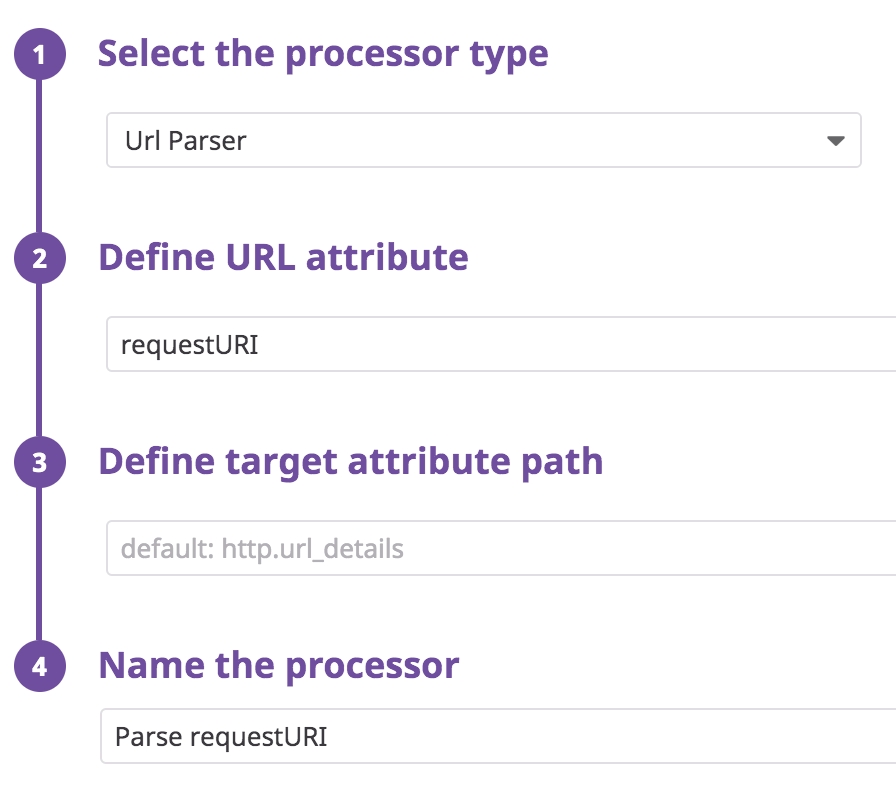 1 Select the processor type
Url Parser
2 Define URL attribute
requestURI
3 Define target attribute path
default: http.url_details
4 Name the processor
Parse requestURI